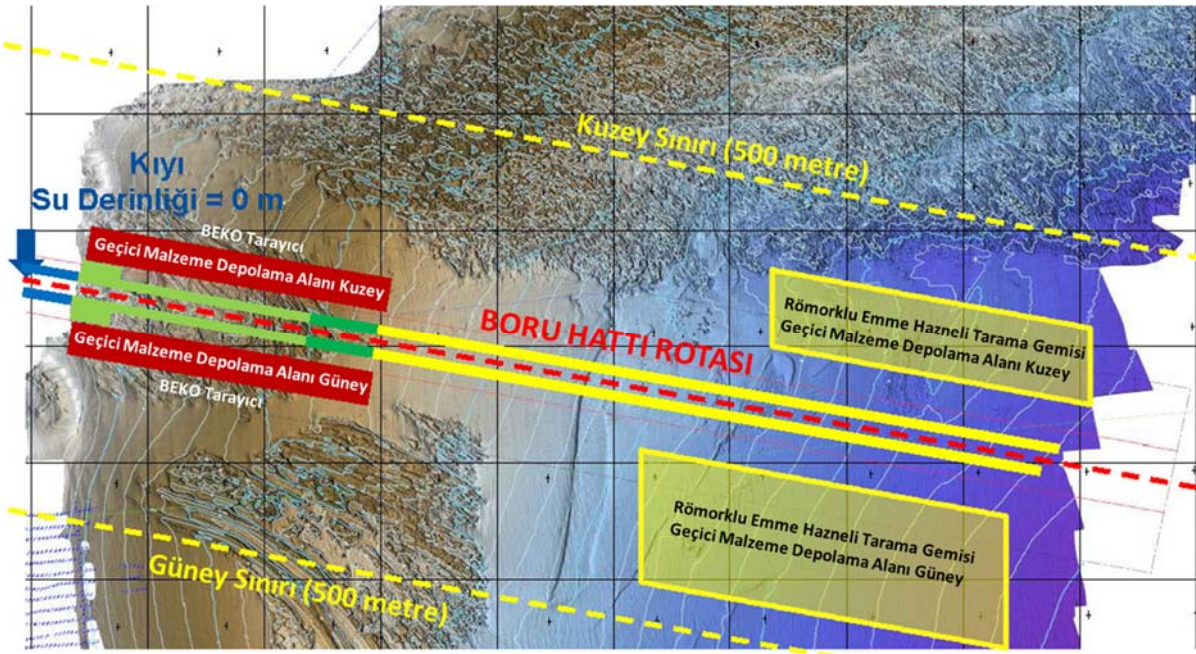 Kuzey Sınırı (500 metre)
Kıyı
Su Derinliği = 0 m
BEKO Tarayıcı
Geçici Malzeme Depolama Alanı Kuzey
Römorklu Emme Hazneli Tarama Gemisi
Geçici Malzeme Depolama Alanı Kuzey
BORU HATTI ROTASI
Geçici Malzeme Depolama Alanı Güney
BEKO Tarayıcı
Römorklu Emme Hazneli Tarama Gemisi
Geçici Malzeme Depolama Alanı Güney
Güney Sınırı (500 metre)